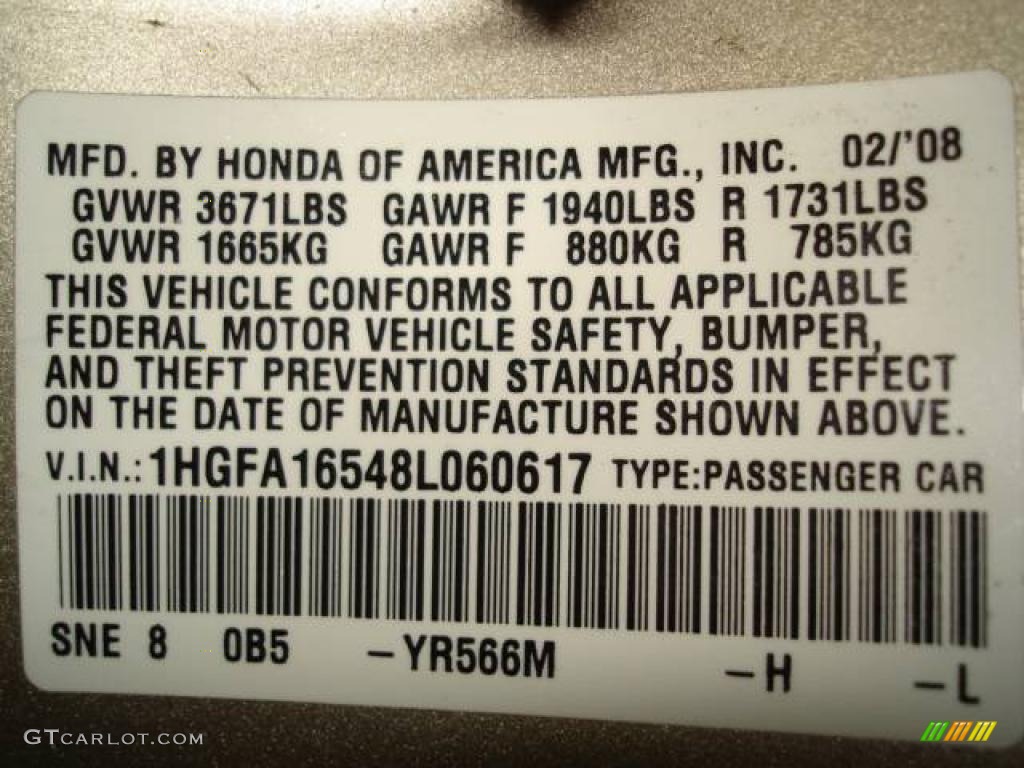 MFD. BY HONDA OF AMERICA MFG., INC. 02/'08
GVWR 3671LBS GAWR F 1940LBS R 1731LBS
GVWR 1665KG GAWR F 880KG R 785KG
THIS VEHICLE CONFORMS TO ALL APPLICABLE
FEDERAL MOTOR VEHICLE SAFETY, BUMPER,
AND THEFT PREVENTION STANDARDS IN EFFECT
ON THE DATE OF MANUFACTURE SHOWN ABOVE.
V.I.N.: 1HGFA16548L060617 TYPE:PASSENGER CAR
SNE 8 0B5 –YR566M –H –L
GTCARLOT.COM